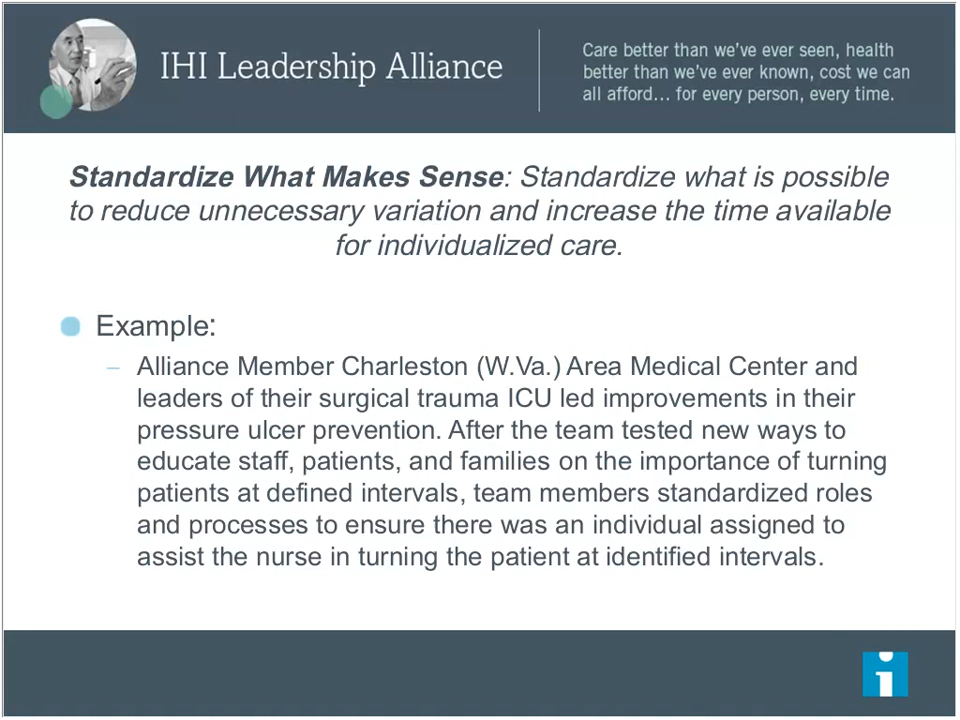 IHI Leadership Alliance
Care better than we've ever seen, health
better than we've ever known, cost we can
all afford... for every person, every time.
Standardize What Makes Sense: Standardize what is possible
to reduce unnecessary variation and increase the time available
for individualized care.
Example:
– Alliance Member Charleston (W.Va.) Area Medical Center and
leaders of their surgical trauma ICU led improvements in their
pressure ulcer prevention. After the team tested new ways to
educate staff, patients, and families on the importance of turning
patients at defined intervals, team members standardized roles
and processes to ensure there was an individual assigned to
assist the nurse in turning the patient at identified intervals.
i